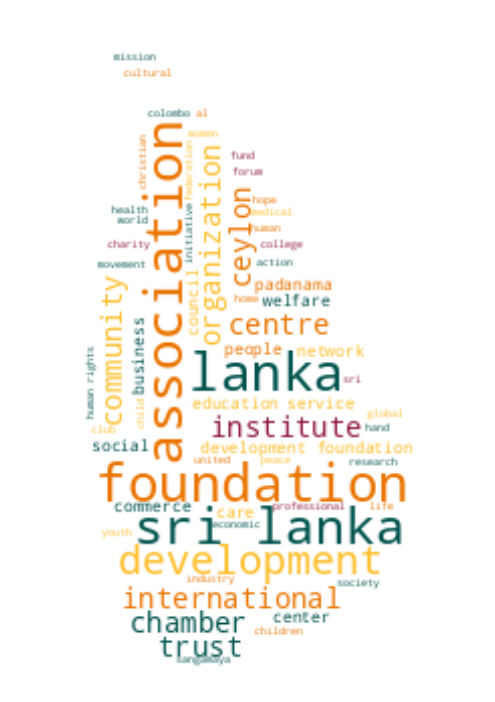 mission
cultural
colombo al
association
christian
women
federation
organization
initiative
fund
forum
ceylon
hope
medical
human
health
world
charity
college
movement
action
council
padanama
home welfare
community
business
centre
people network
human rights
lanka
sri
child
education service
global
club
institute
hand
social
development foundation
united
peace
research
foundation
commerce
care
professional
life
sri lanka
economic
youth
development
industry
society
international
chamber
center
children
trust
sangamaya